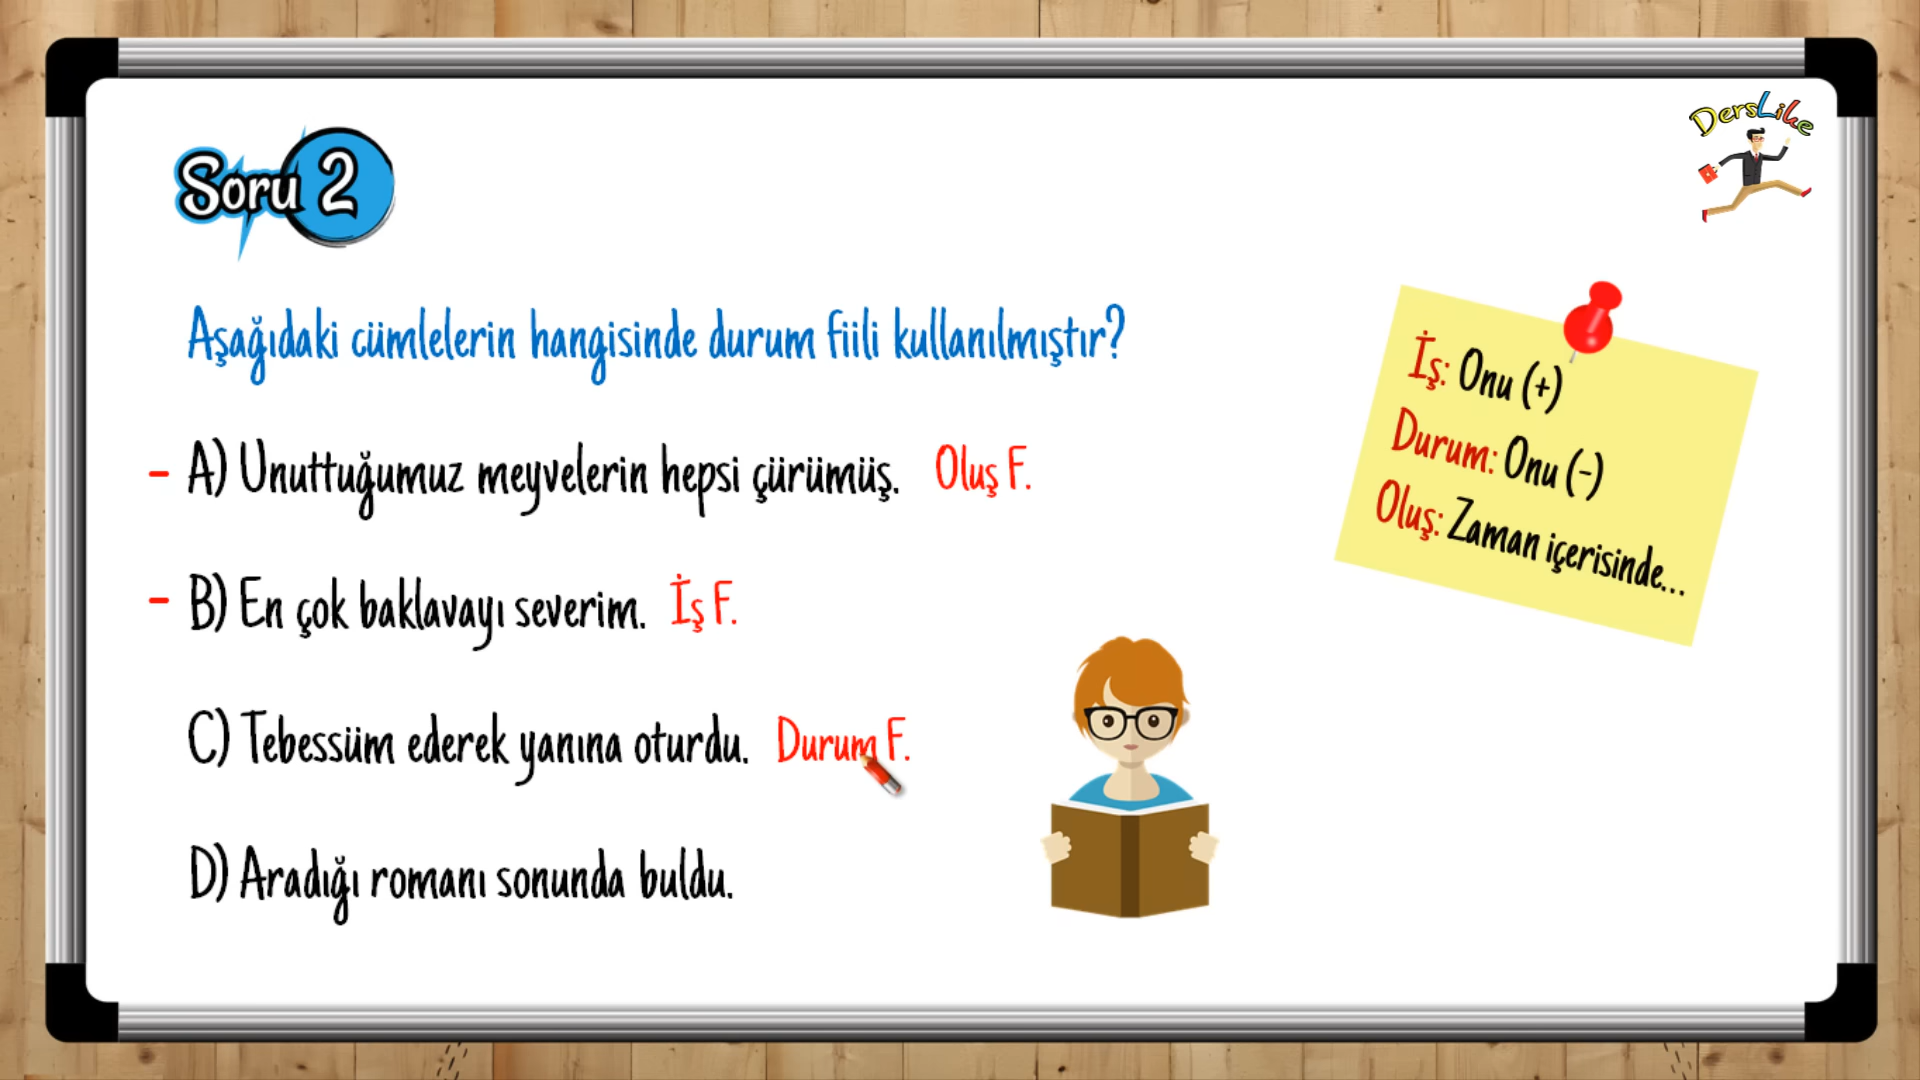 DersLike
Soru 2
Aşağıdaki cümlelerin hangisinde durum fiili kullanılmıştır?
- A) Unuttuğumuz meyvelerin hepsi çürümüş. Oluş F.
- B) En çok baklavayı severim. İş F.
C) Tebessüm ederek yanına oturdu. Durum F.
D) Aradığı romanı sonunda buldu.
İş: Onu (+)
Durum: Onu (-)
Oluş: Zaman içerisinde...